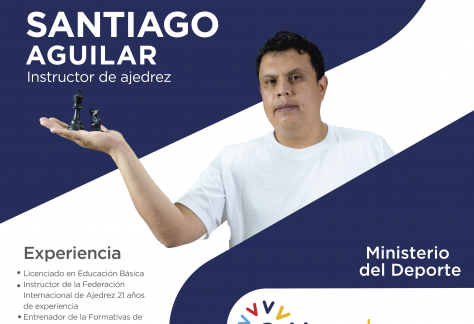 SANTIAGO
AGUILAR
Instructor de ajedrez
Experiencia
• Licenciado en Educación Básica
• Instructor de la Federación
Internacional de Ajedrez 21 años
de experiencia
• Entrenador de la Formativas de
Ministerio
del Deporte